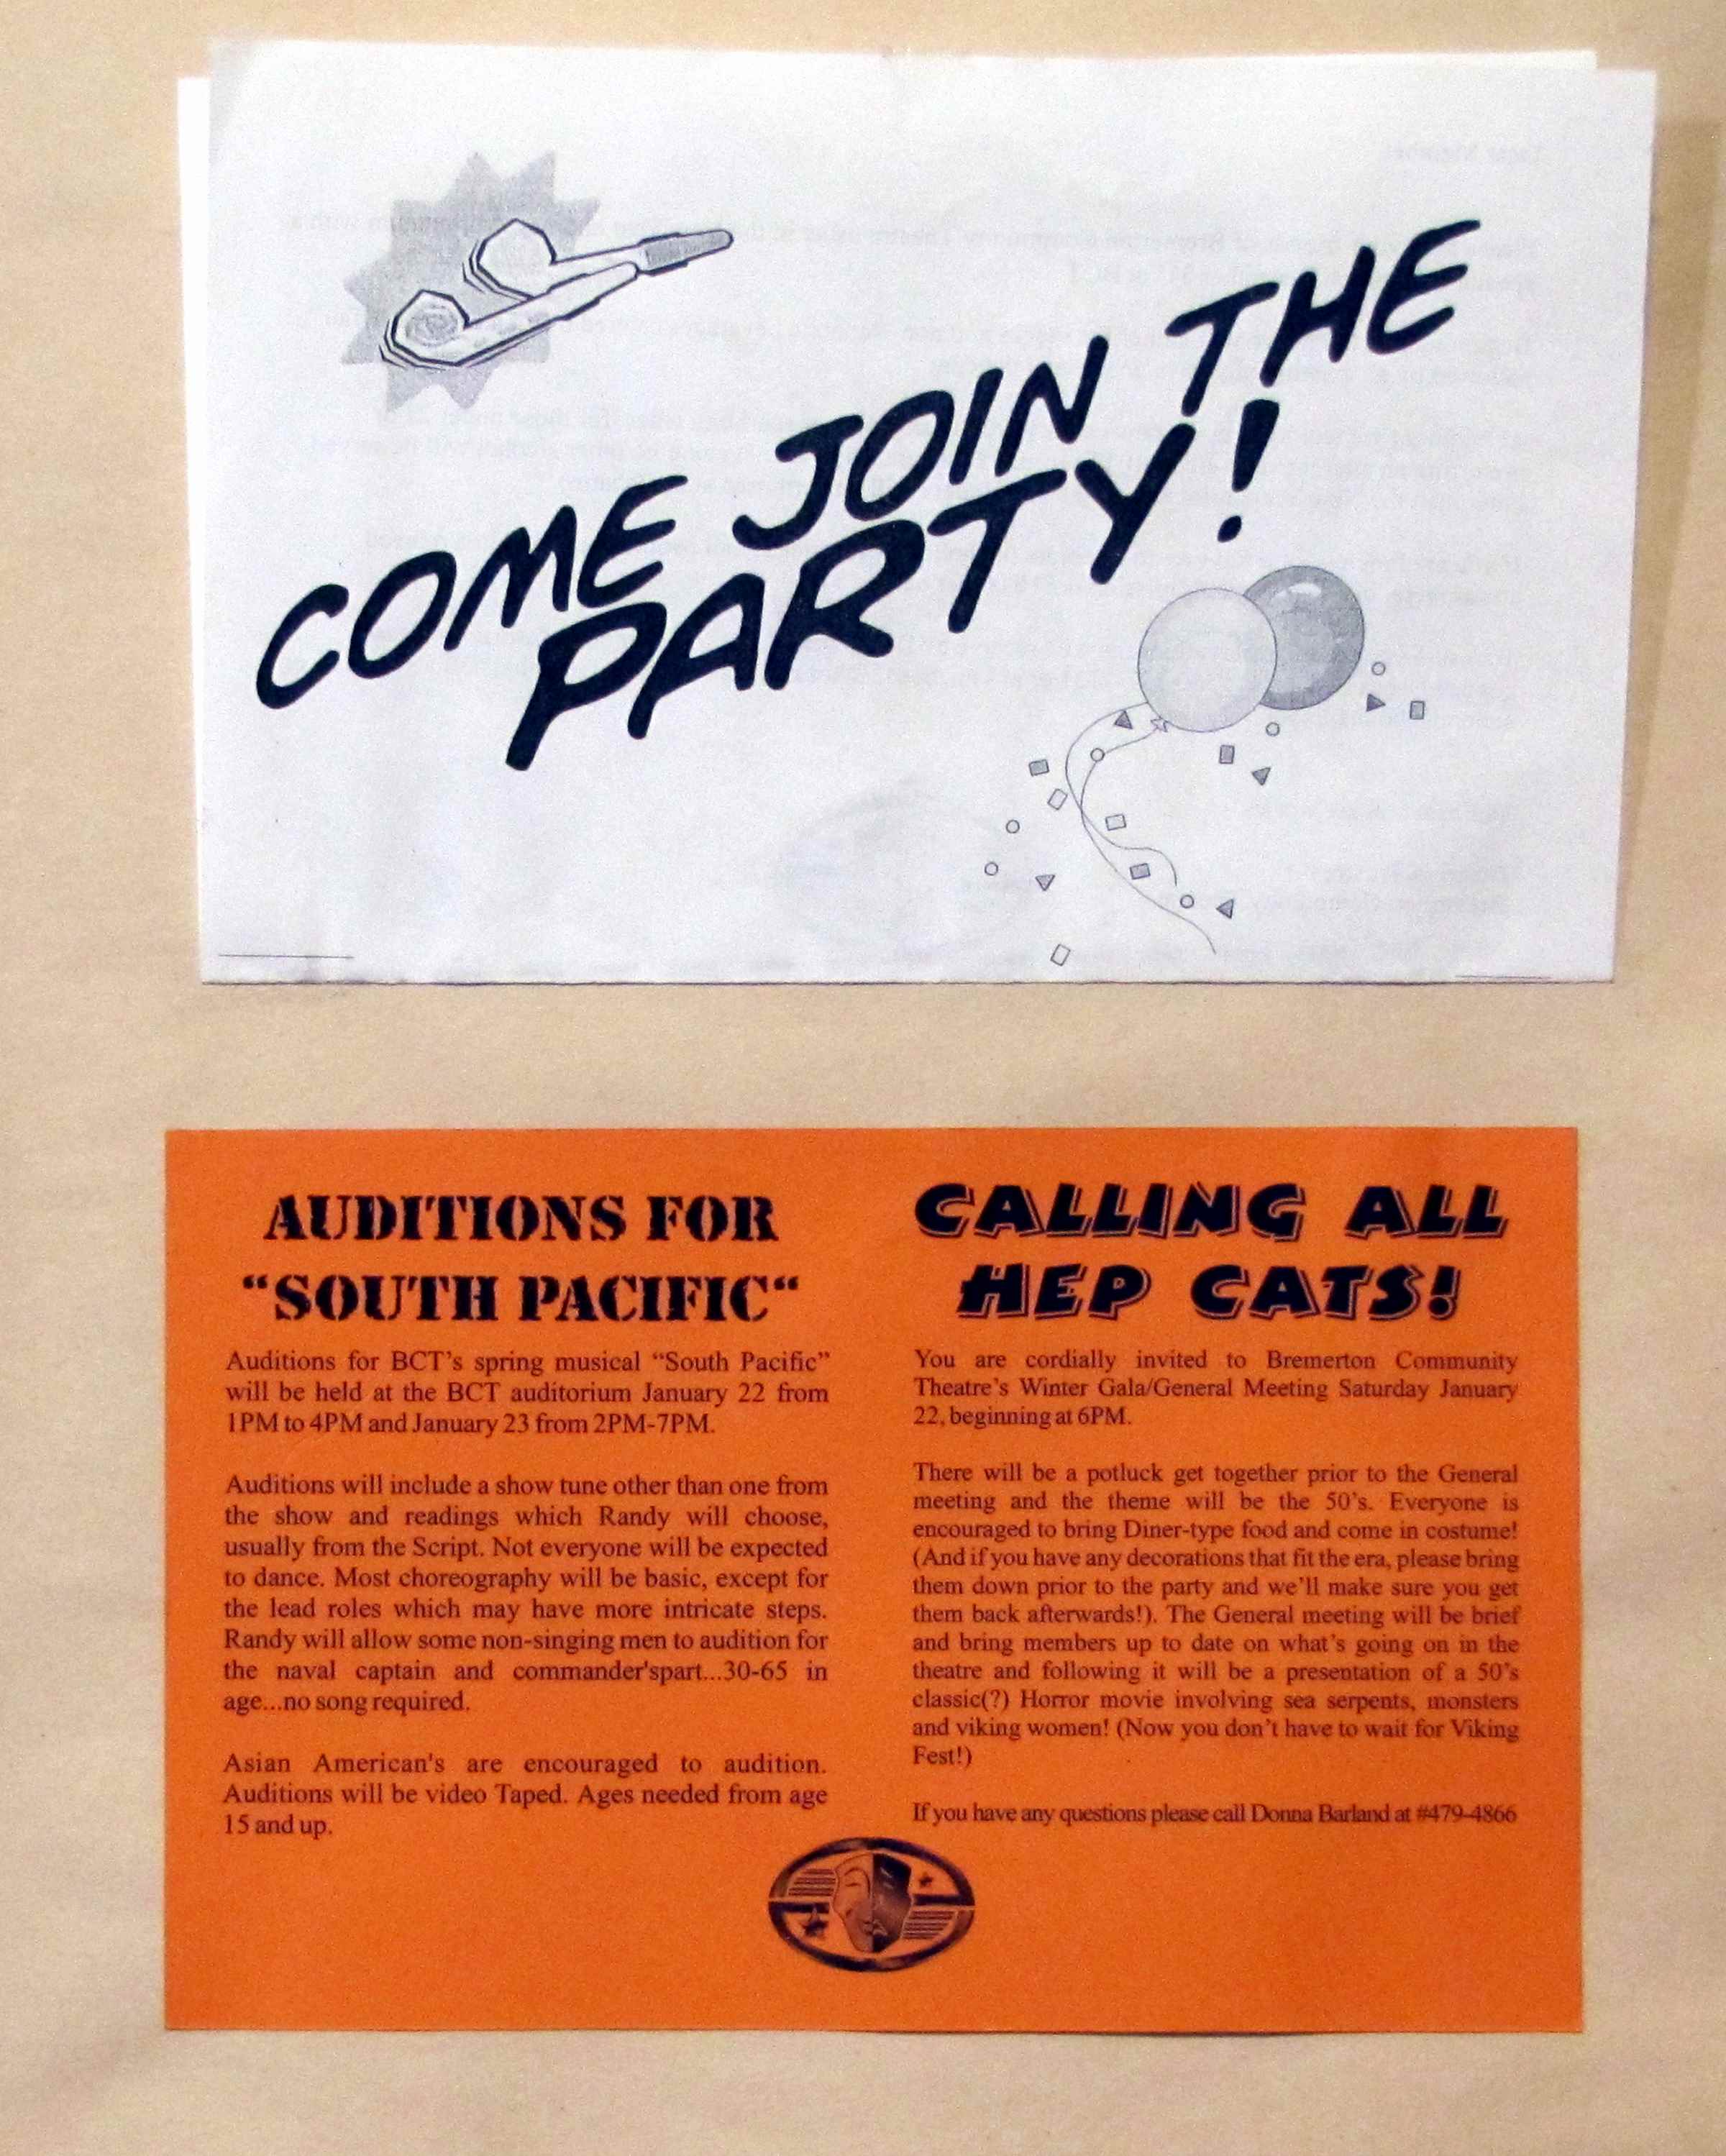 COME JOIN THE
PARTY!
AUDITIONS FOR
"SOUTH PACIFIC"
Auditions for BCT's spring musical "South Pacific"
will be held at the BCT auditorium January 22 from
1PM to 4PM and January 23 from 2PM-7PM.
Auditions will include a show tune other than one from
the show and readings which Randy will choose,
usually from the Script. Not everyone will be expected
to dance. Most choreography will be basic, except for
the lead roles which may have more intricate steps.
Randy will allow some non-singing men to audition for
the naval captain and commander'spart...30-65 in
age...no song required.
Asian American's are encouraged to audition.
Auditions will be video Taped. Ages needed from age
15 and up.
CALLING ALL
HEP CATS!
You are cordially invited to Bremerton Community
Theatre's Winter Gala/General Meeting Saturday January
22, beginning at 6PM.
There will be a potluck get together prior to the General
meeting and the theme will be the 50's. Everyone is
encouraged to bring Diner-type food and come in costume!
(And if you have any decorations that fit the era, please bring
them down prior to the party and we'll make sure you get
them back afterwards!). The General meeting will be brief
and bring members up to date on what's going on in the
theatre and following it will be a presentation of a 50's
classic(?) Horror movie involving sea serpents, monsters
and viking women! (Now you don't have to wait for Viking
Fest!)
If you have any questions please call Donna Barland at #479-4866